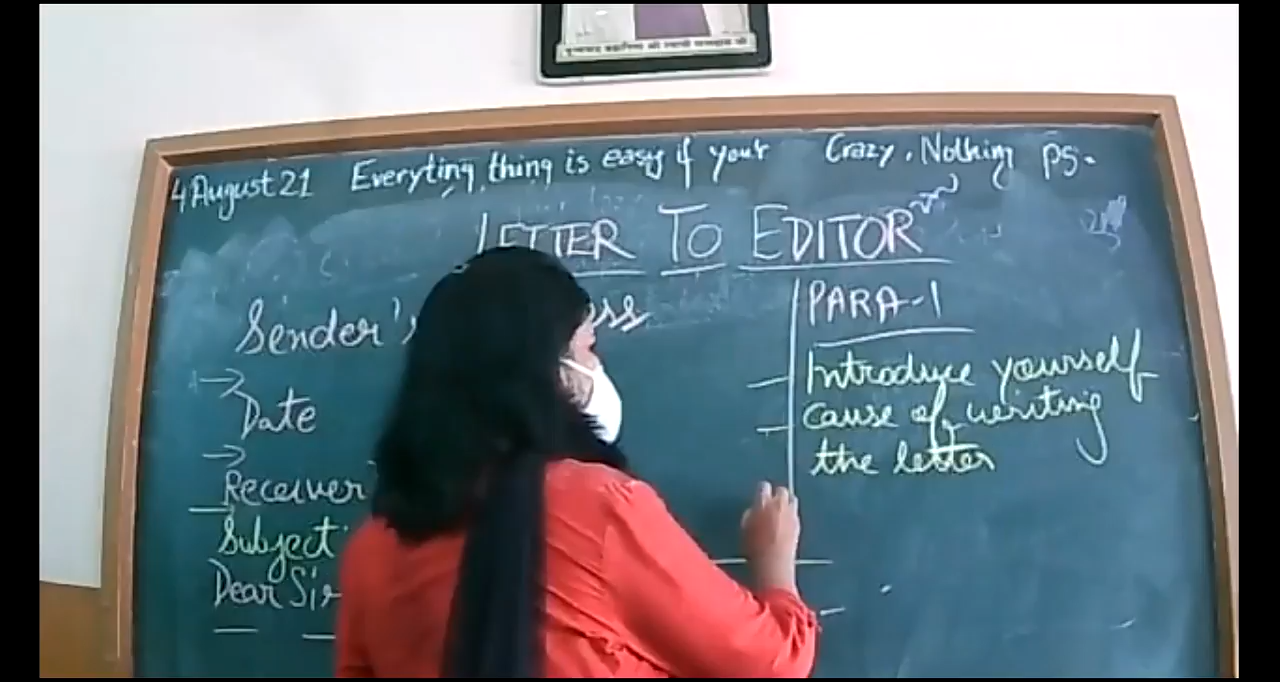 4 August 21 Everyting thing is easy if your Crazy, Nothing PS.
LETTER TO EDITOR
Sender's
Date
Receiver
Subject
Dear Sir
PARA-1
Introduce yourself
cause of writing
the letter